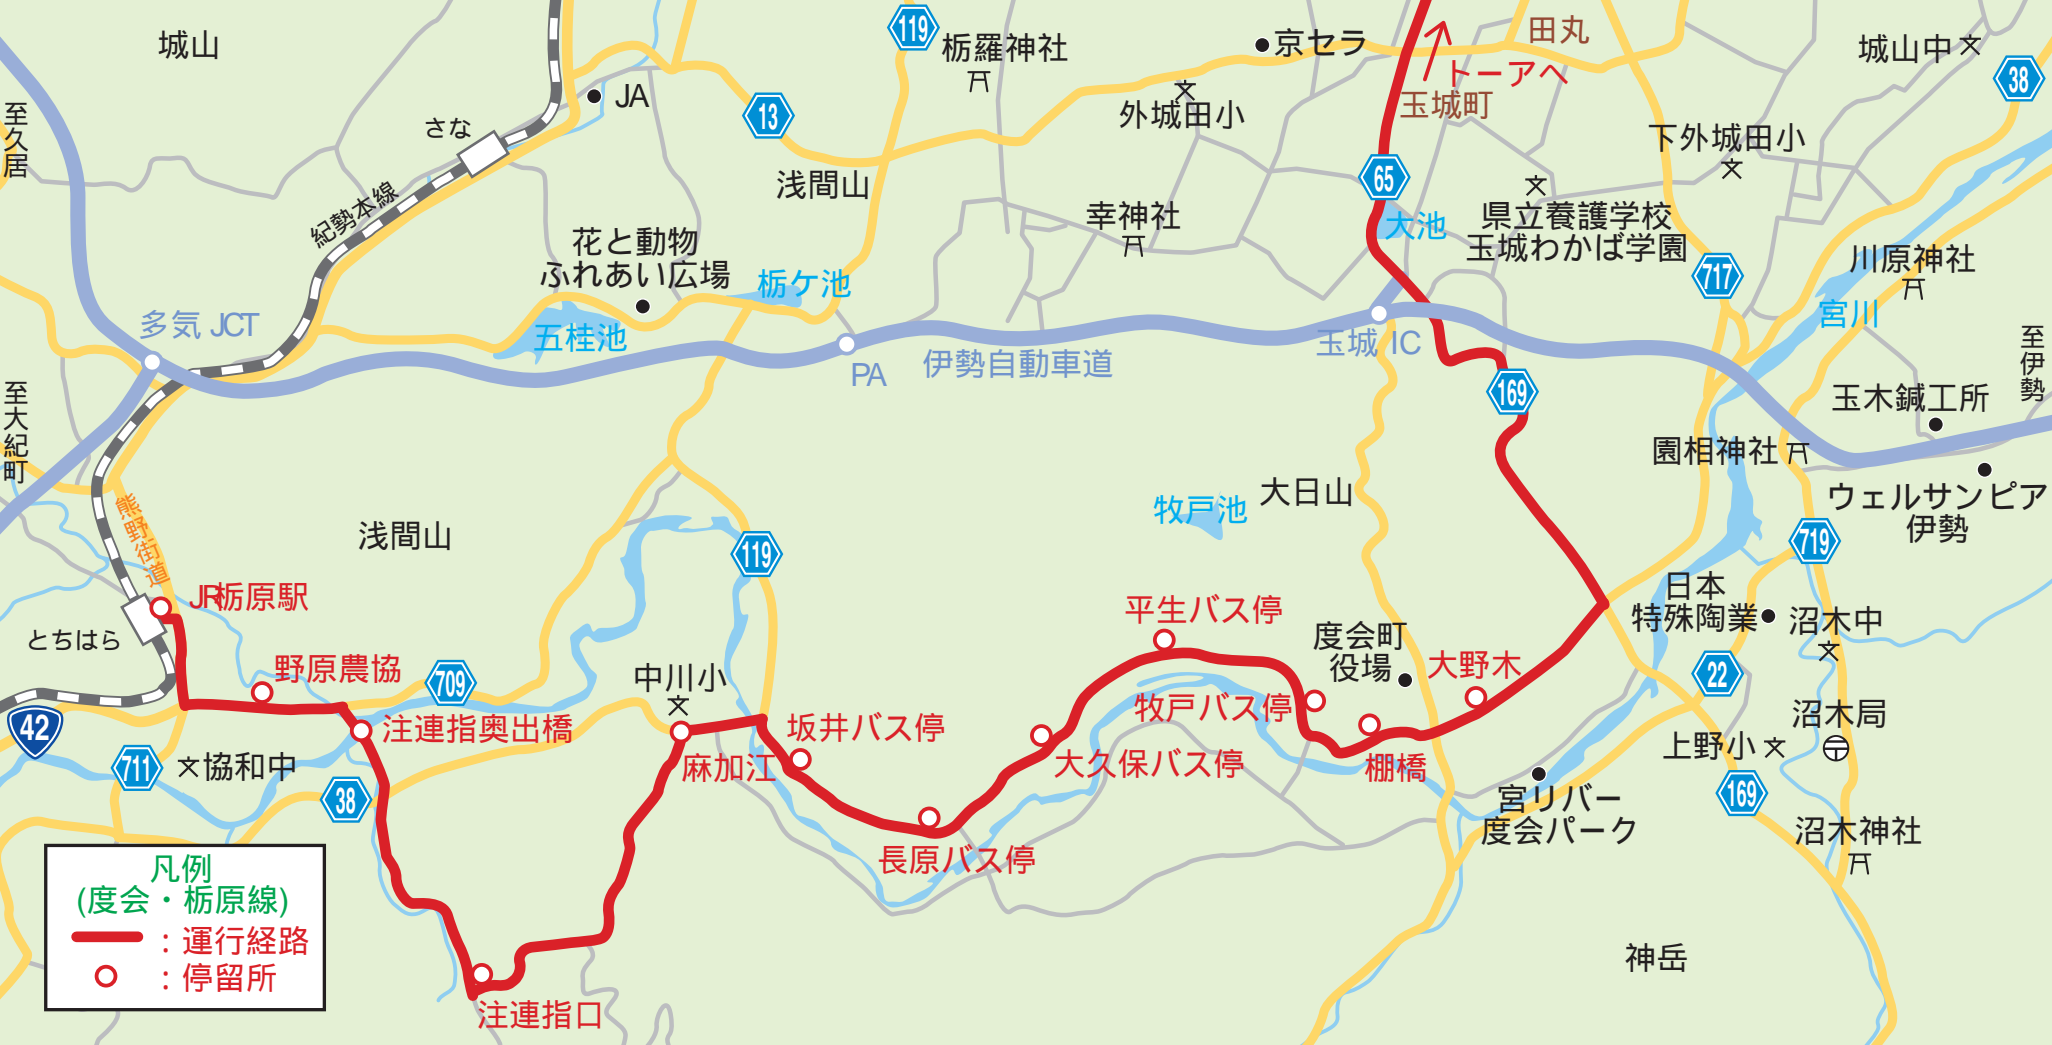 城山
119
栃羅神社
京セラ
田丸
城山中
38
トーアへ
至久居
さな
JA
13
外城田小
玉城町
下外城田小
浅間山
65
紀勢本線
幸神社
大池
県立養護学校
玉城わかば学園
花と動物
ふれあい広場
栃ケ池
717
川原神社
宮川
多気 JCT
五桂池
PA
伊勢自動車道
玉城 IC
至伊勢
至大紀町
169
玉木鍼工所
園相神社
ウェルサンピア
伊勢
熊野街道
浅間山
牧戸池
大日山
119
719
JR栃原駅
とちはら
平生バス停
度会町
役場
日本
特殊陶業
沼木中
野原農協
709
中川小
大野木
22
42
注連指奥出橋
坂井バス停
牧戸バス停
沼木局
711
協和中
麻加江
大久保バス停
棚橋
上野小
38
宮リバー
度会パーク
169
沼木神社
長原バス停
凡例
(度会・栃原線)
：運行経路
：停留所
注連指口
神岳